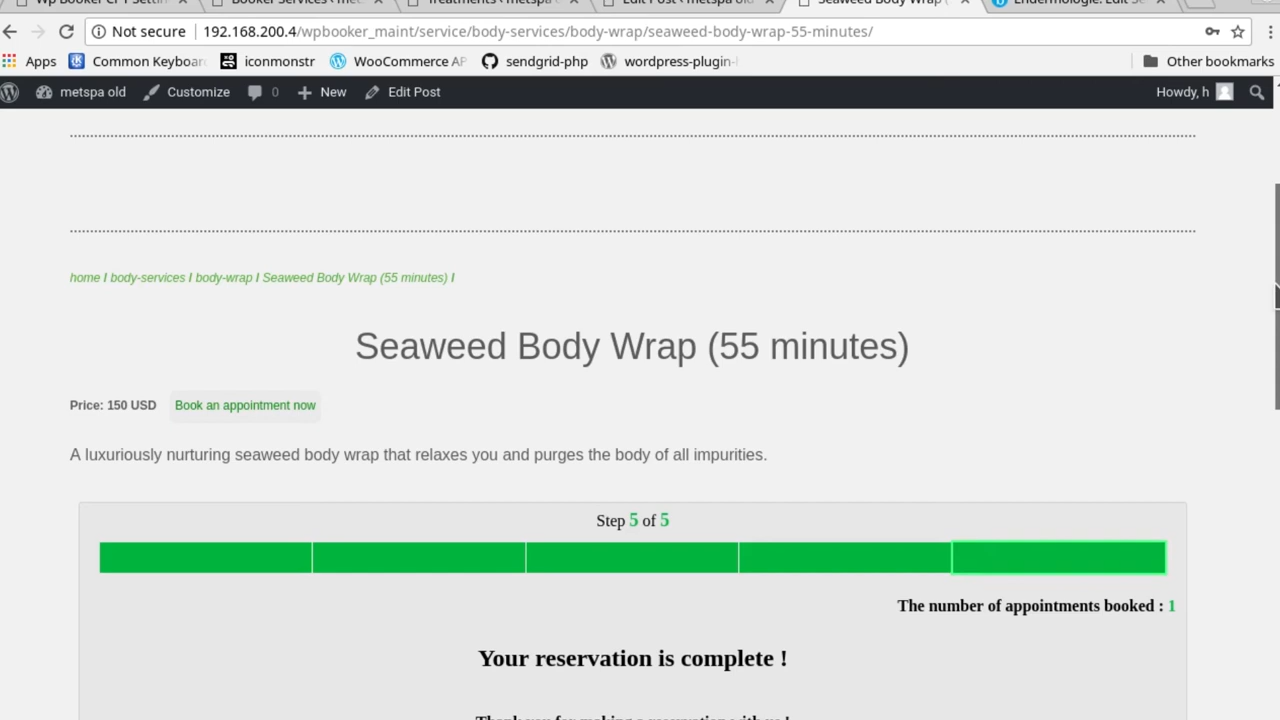 Not secure
192.168.200.4/wpbooker_maint/service/body-services/body-wrap/seaweed-body-wrap-55-minutes/
Apps
Common Keyboar
iconmonstr
WooCommerce AP
sendgrid-php
wordpress-plugin-
Other bookmarks
metspa old
Customize
0
New
Edit Post
Howdy, h
home / body-services / body-wrap / Seaweed Body Wrap (55 minutes) /
Seaweed Body Wrap (55 minutes)
Price: 150 USD
Book an appointment now
A luxuriously nurturing seaweed body wrap that relaxes you and purges the body of all impurities.
Step 5 of 5
The number of appointments booked : 1
Your reservation is complete !